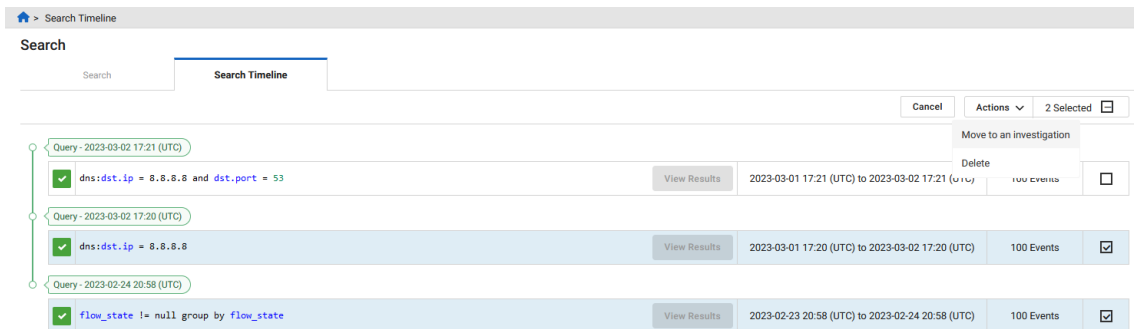 > Search Timeline
Search
Search Search Timeline
Cancel Actions 2 Selected
Move to an investigation
Delete
Query - 2023-03-02 17:21 (UTC)
dns:dst.ip = 8.8.8.8 and dst.port = 53 View Results 2023-03-01 17:21 (UTC) to 2023-03-02 17:21 (UTC) 100 Events
Query - 2023-03-02 17:20 (UTC)
dns:dst.ip = 8.8.8.8 View Results 2023-03-01 17:20 (UTC) to 2023-03-02 17:20 (UTC) 100 Events
Query - 2023-02-24 20:58 (UTC)
flow_state != null group by flow_state View Results 2023-02-23 20:58 (UTC) to 2023-02-24 20:58 (UTC) 100 Events